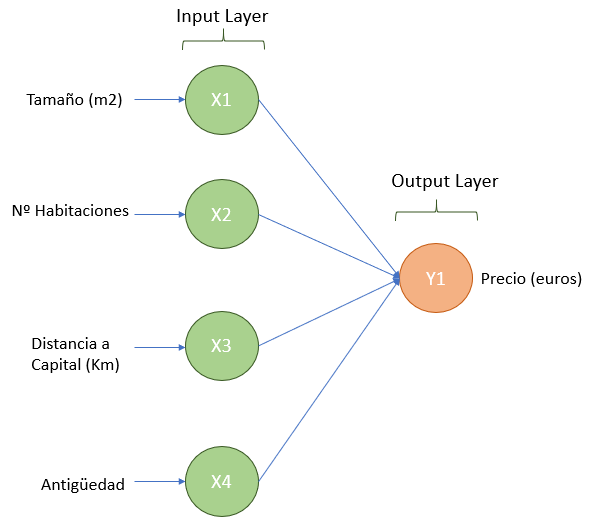 Input Layer
Tamaño (m2)
X1
Nº Habitaciones
X2
Output Layer
Y1
Precio (euros)
Distancia a
Capital (Km)
X3
Antigüedad
X4